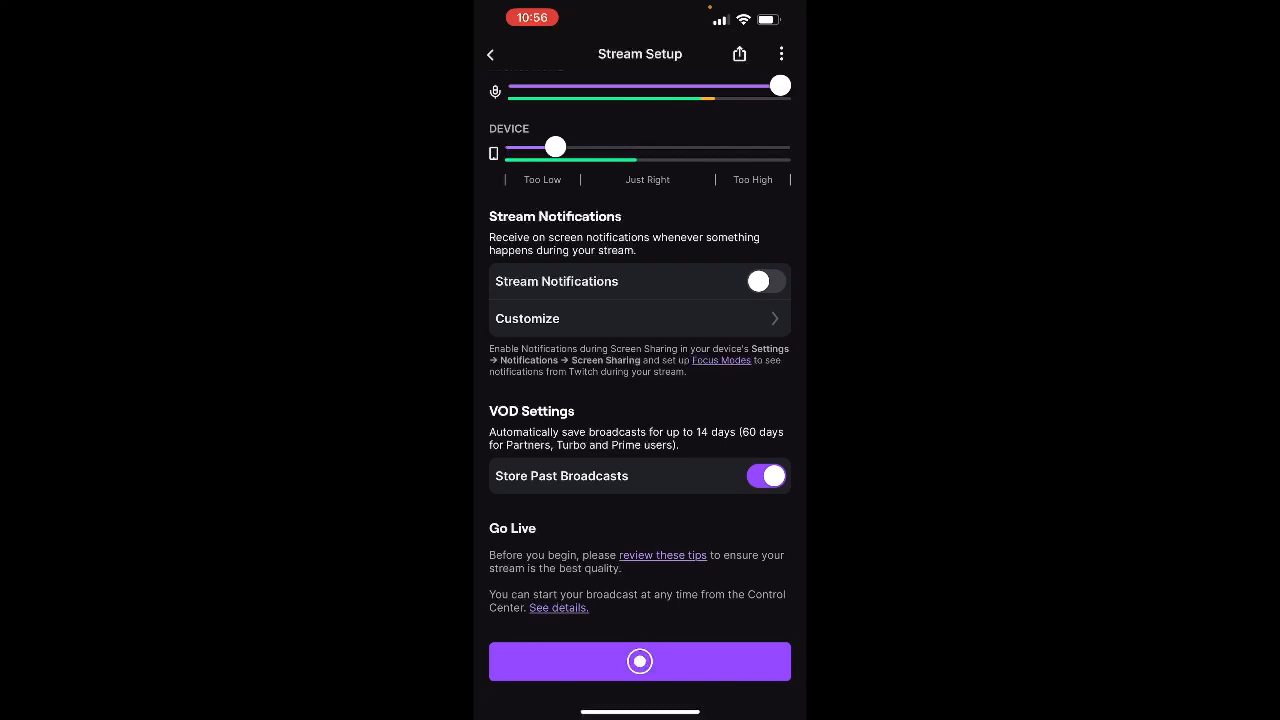 10:56
Stream Setup
DEVICE
Too Low
Just Right
Too High
Stream Notifications
Receive on screen notifications whenever something
happens during your stream.
Stream Notifications
Customize
Enable Notifications during Screen Sharing in your device's Settings
→ Notifications → Screen Sharing and set up Focus Modes to see
notifications from Twitch during your stream.
VOD Settings
Automatically save broadcasts for up to 14 days (60 days
for Partners, Turbo and Prime users).
Store Past Broadcasts
Go Live
Before you begin, please review these tips to ensure your
stream is the best quality.
You can start your broadcast at any time from the Control
Center. See details.